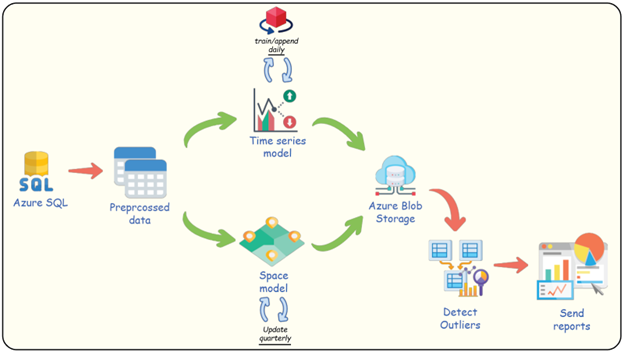 train/append
daily
Time series
model
SQL
Azure SQL
Preprcossed
data
Azure Blob
Storage
Space
model
Update
quarterly
Detect
Outliers
Send
reports